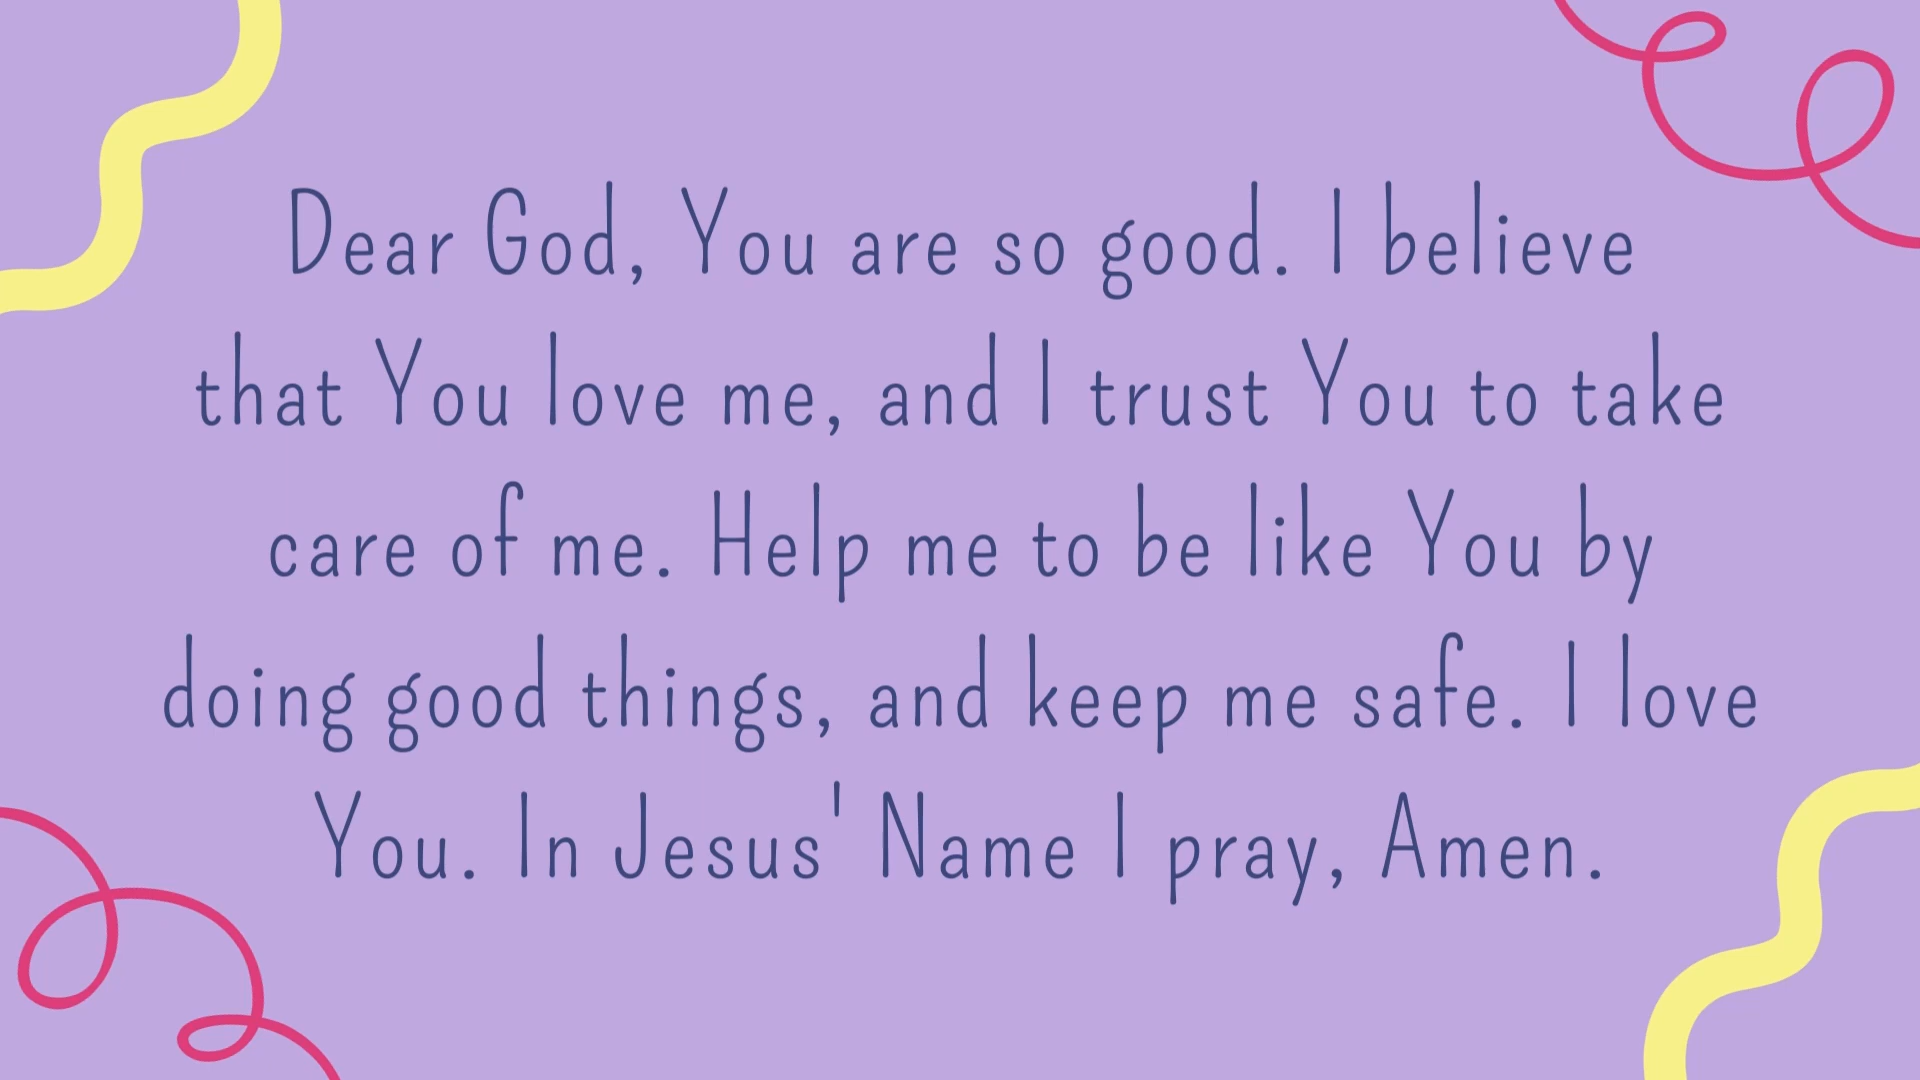 Dear God, You are so good. I believe
that You love me, and I trust You to take
care of me. Help me to be like You by
doing good things, and keep me safe. I love
You. In Jesus' Name I pray, Amen.